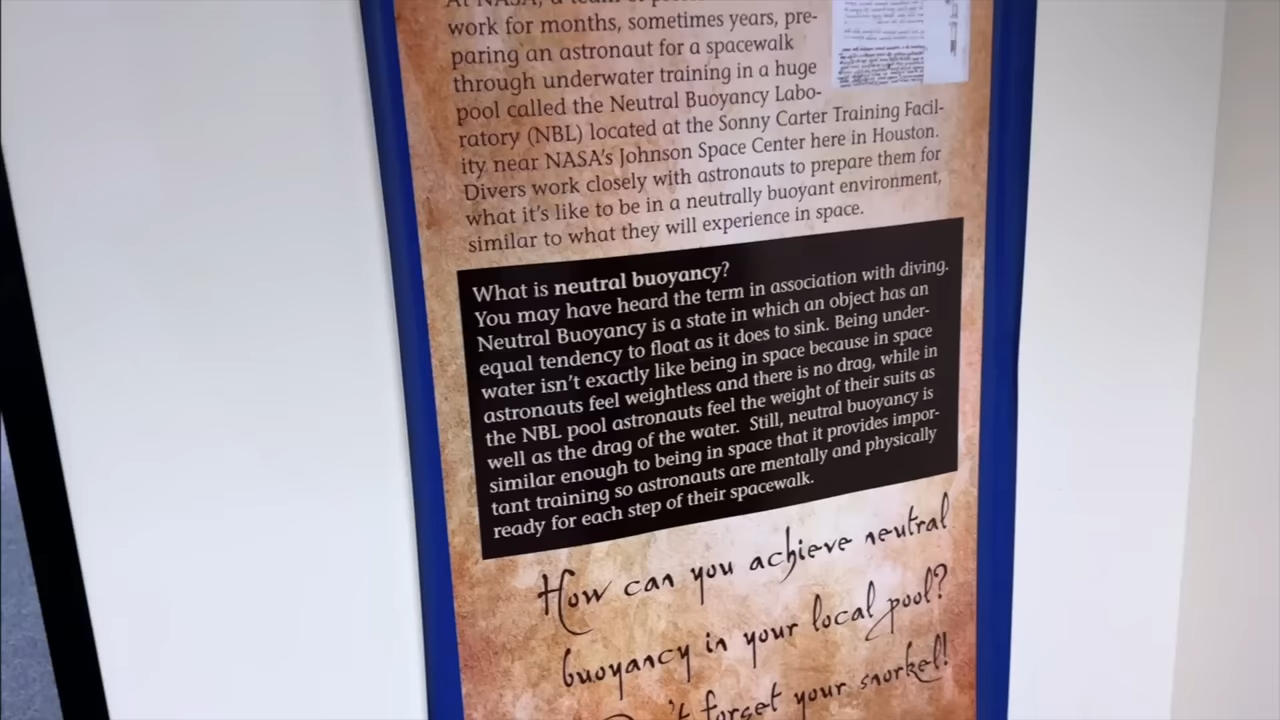 work for months, sometimes years, pre-
paring an astronaut for a spacewalk
through underwater training in a huge
pool called the Neutral Buoyancy Labo-
ratory (NBL) located at the Sonny Carter Training Facil-
ity near NASA's Johnson Space Center here in Houston.
Divers work closely with astronauts to prepare them for
what it's like to be in a neutrally buoyant environment,
similar to what they will experience in space.
What is neutral buoyancy?
You may have heard the term in association with diving.
Neutral Buoyancy is a state in which an object has an
equal tendency to float as it does to sink. Being under-
water isn't exactly like being in space because in space
astronauts feel weightless and there is no drag, while in
the NBL pool astronauts feel the weight of their suits as
well as the drag of the water. Still, neutral buoyancy is
similar enough to being in space that it provides impor-
tant training so astronauts are mentally and physically
ready for each step of their spacewalk.
How can you achieve neutral
buoyancy in your local pool?
forget your snorkel!